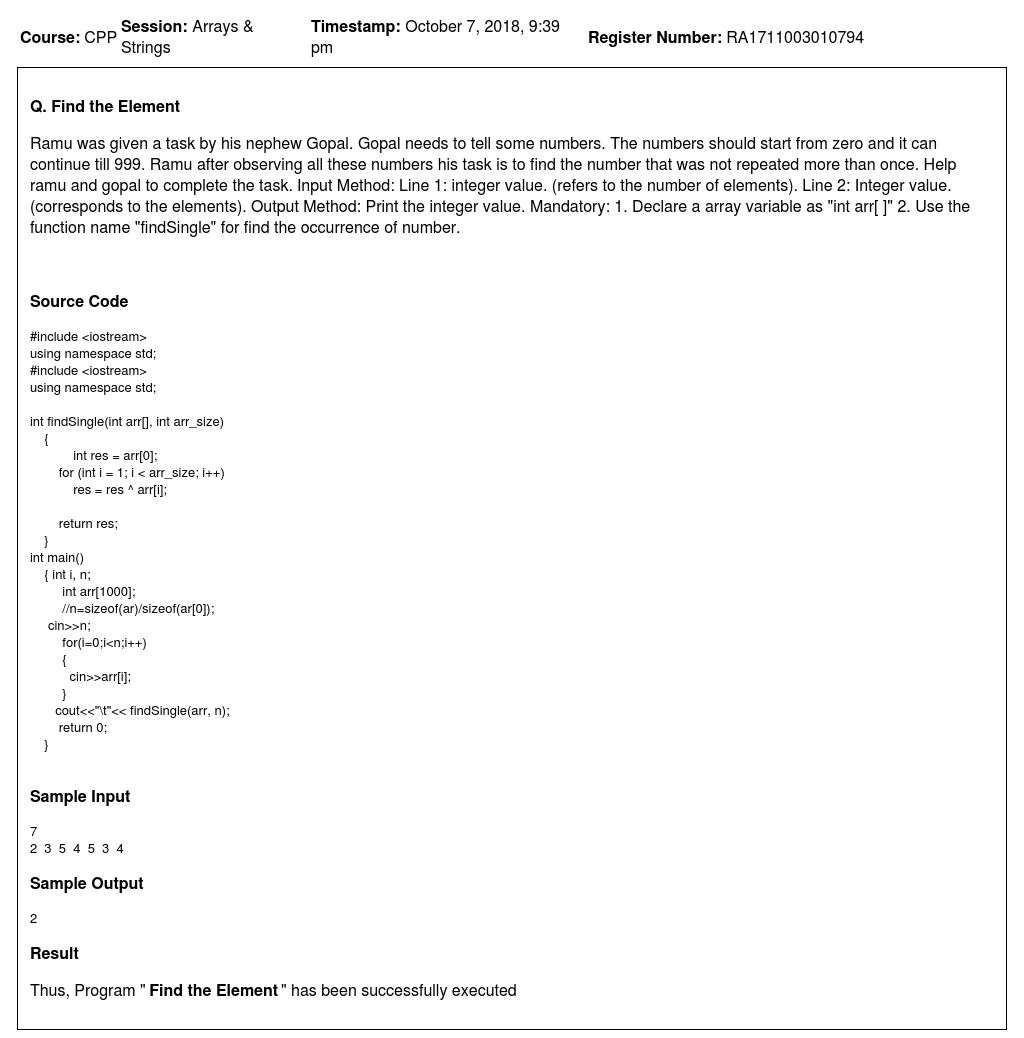 Course: CPP Session: Arrays & Strings Timestamp: October 7, 2018, 9:39 pm Register Number: RA1711003010794
Q. Find the Element
Ramu was given a task by his nephew Gopal. Gopal needs to tell some numbers. The numbers should start from zero and it can
continue till 999. Ramu after observing all these numbers his task is to find the number that was not repeated more than once. Help
ramu and gopal to complete the task. Input Method: Line 1: integer value. (refers to the number of elements). Line 2: Integer value.
(corresponds to the elements). Output Method: Print the integer value. Mandatory: 1. Declare a array variable as "int arr[ ]" 2. Use the
function name "findSingle" for find the occurrence of number.
Source Code
#include <iostream>
using namespace std;
#include <iostream>
using namespace std;
int findSingle(int arr[], int arr_size)
{
int res = arr[0];
for (int i = 1; i < arr_size; i++)
res = res ^ arr[i];
return res;
}
int main()
{ int i, n;
int arr[1000];
//n=sizeof(ar)/sizeof(ar[0]);
cin>>n;
for(i=0;i<n;i++)
{
cin>>arr[i];
}
cout<<"\t"<< findSingle(arr, n);
return 0;
}
Sample Input
7
2 3 5 4 5 3 4
Sample Output
2
Result
Thus, Program " Find the Element " has been successfully executed